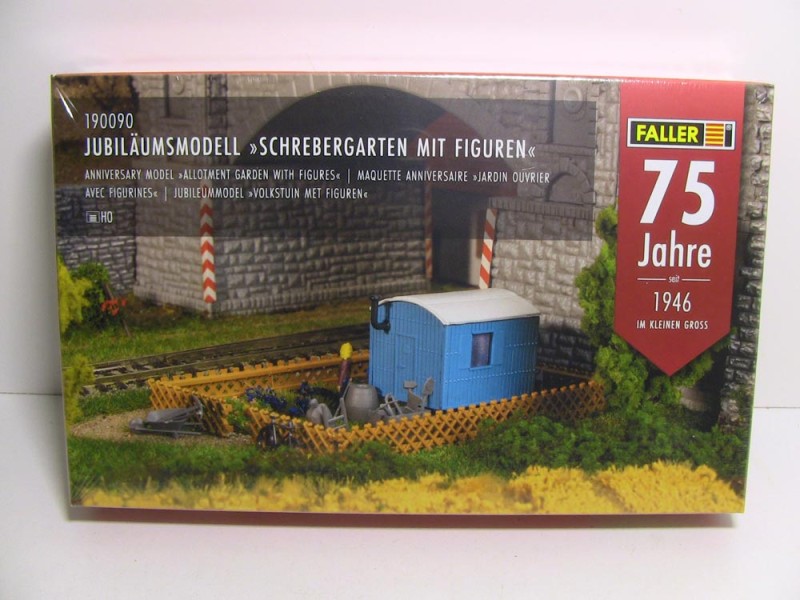 190090
JUBILÄUMSMODELL »SCHREBERGARTEN MIT FIGUREN«
ANNIVERSARY MODEL »ALLOTMENT GARDEN WITH FIGURES« | MAQUETTE ANNIVERSAIRE »JARDIN OUVRIER
AVEC FIGURINES« | JUBILEUMMODEL »VOLKSTUIN MET FIGUREN«
H0
FALLER
75
Jahre
seit
1946
IM KLEINEN GROSS